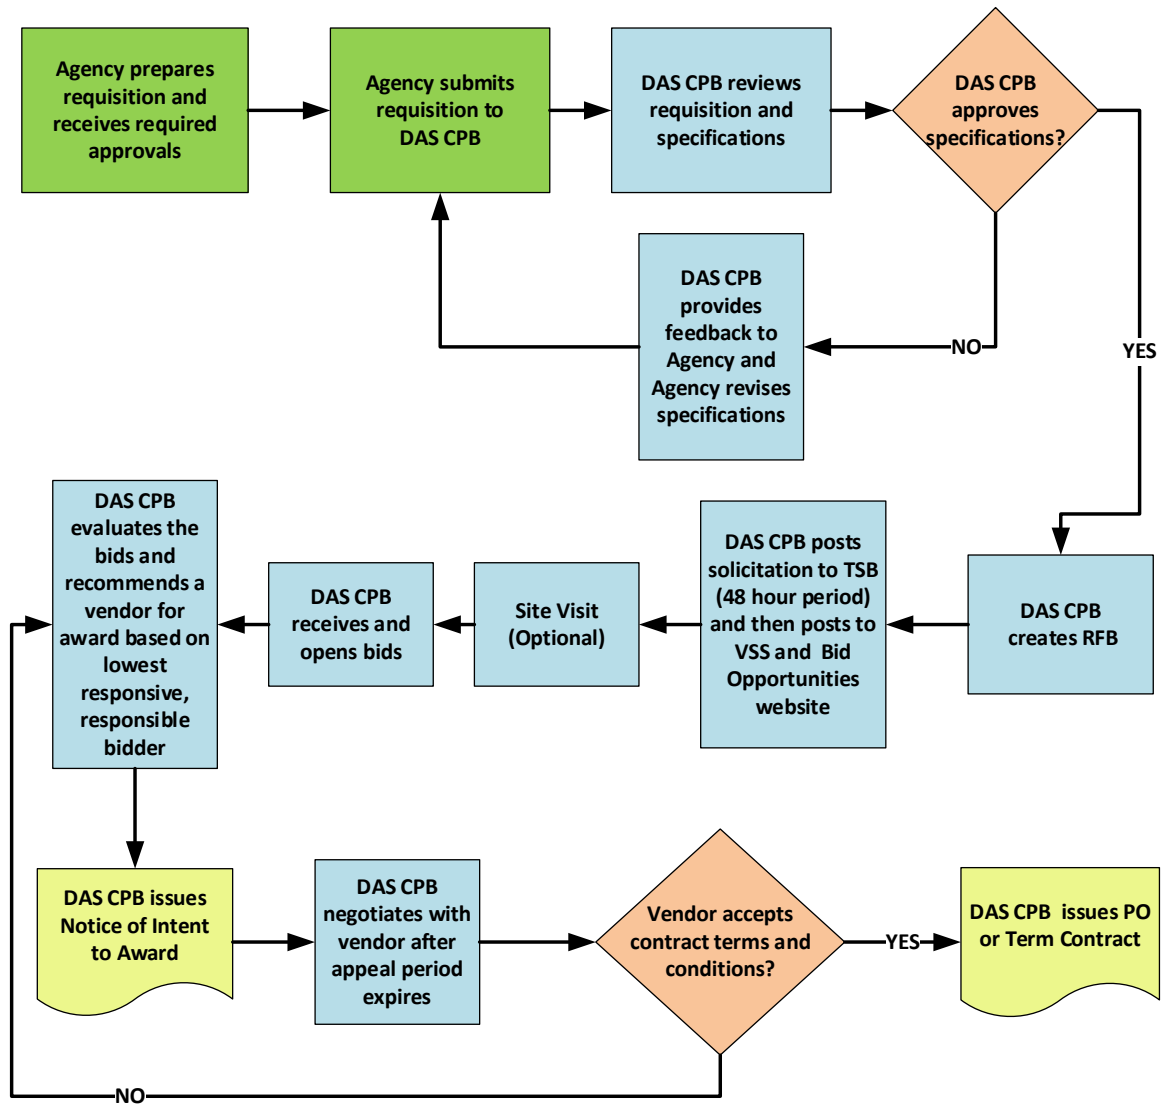 Agency prepares
requisition and
receives required
approvals
Agency submits
requisition to
DAS CPB
DAS CPB reviews
requisition and
specifications
DAS CPB
approves
specifications?
DAS CPB
provides
feedback to
Agency and
Agency revises
specifications
NO
YES
DAS CPB
creates RFB
DAS CPB posts
solicitation to TSB
(48 hour period)
and then posts to
VSS and Bid
Opportunities
website
Site Visit
(Optional)
DAS CPB
receives and
opens bids
DAS CPB
evaluates the
bids and
recommends a
vendor for
award based on
lowest
responsive,
responsible
bidder
DAS CPB issues
Notice of Intent
to Award
DAS CPB
negotiates with
vendor after
appeal period
expires
Vendor accepts
contract terms and
conditions?
YES
DAS CPB issues PO
or Term Contract
NO